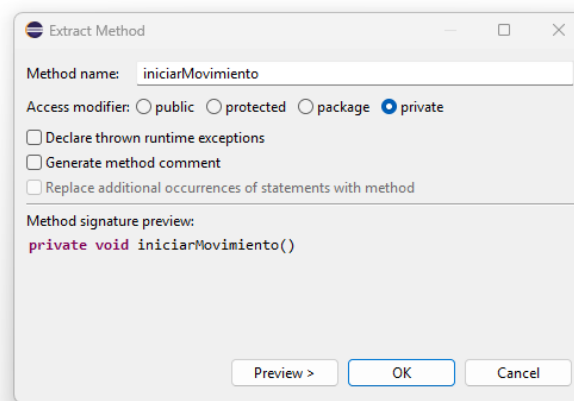 Extract Method
Method name: iniciarMovimiento
Access modifier: public protected package private
Declare thrown runtime exceptions
Generate method comment
Replace additional occurrences of statements with method
Method signature preview:
private void iniciarMovimiento()
Preview > OK Cancel